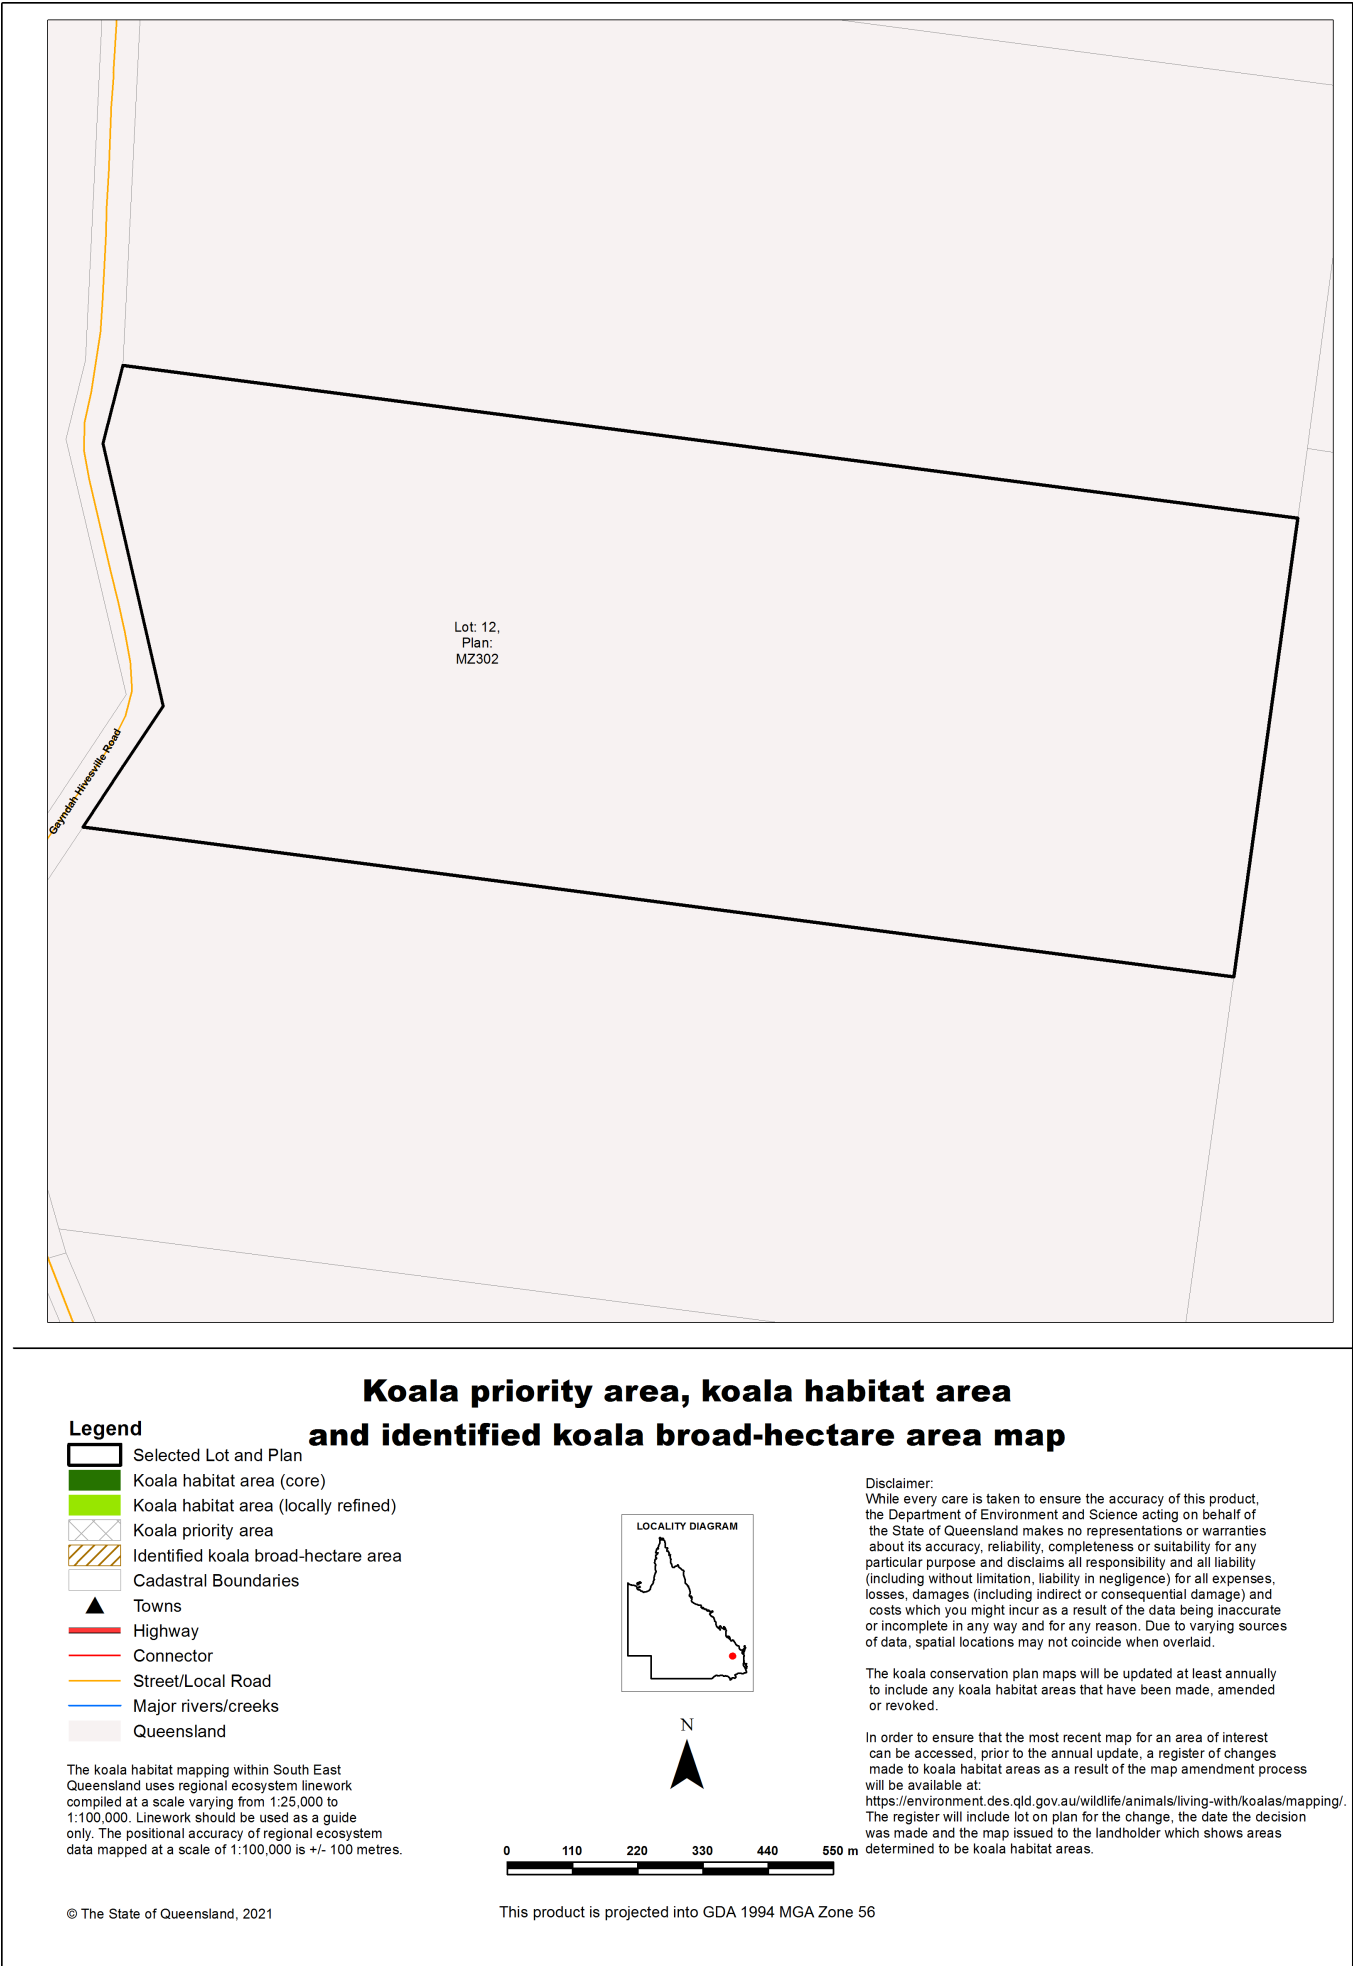 Lot: 12,
Plan:
MZ302
Gayndah Hivesville Road
Koala priority area, koala habitat area
and identified koala broad-hectare area map
Legend
Selected Lot and Plan
Koala habitat area (core)
Koala habitat area (locally refined)
Koala priority area
Identified koala broad-hectare area
Cadastral Boundaries
Towns
Highway
Connector
Street/Local Road
Major rivers/creeks
Queensland
The koala habitat mapping within South East
Queensland uses regional ecosystem linework
compiled at a scale varying from 1:25,000 to
1:100,000. Linework should be used as a guide
only. The positional accuracy of regional ecosystem
data mapped at a scale of 1:100,000 is +/- 100 metres.
© The State of Queensland, 2021
LOCALITY DIAGRAM
N
0 110 220 330 440 550 m
This product is projected into GDA 1994 MGA Zone 56
Disclaimer:
While every care is taken to ensure the accuracy of this product,
the Department of Environment and Science acting on behalf of
the State of Queensland makes no representations or warranties
about its accuracy, reliability, completeness or suitability for any
particular purpose and disclaims all responsibility and all liability
(including without limitation, liability in negligence) for all expenses,
losses, damages (including indirect or consequential damage) and
costs which you might incur as a result of the data being inaccurate
or incomplete in any way and for any reason. Due to varying sources
of data, spatial locations may not coincide when overlaid.
The koala conservation plan maps will be updated at least annually
to include any koala habitat areas that have been made, amended
or revoked.
In order to ensure that the most recent map for an area of interest
can be accessed, prior to the annual update, a register of changes
made to koala habitat areas as a result of the map amendment process
will be available at:
https://environment.des.qld.gov.au/wildlife/animals/living-with/koalas/mapping/.
The register will include lot on plan for the change, the date the decision
was made and the map issued to the landholder which shows areas
determined to be koala habitat areas.